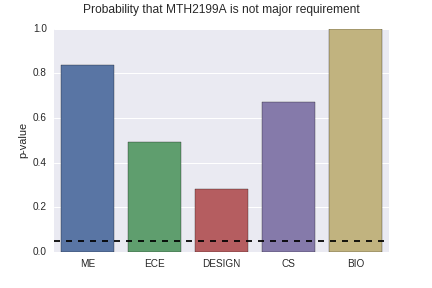 Probability that MTH2199A is not major requirement
1.0
0.8
0.6
0.4
0.2
0.0
p-value
ME ECE DESIGN CS BIO